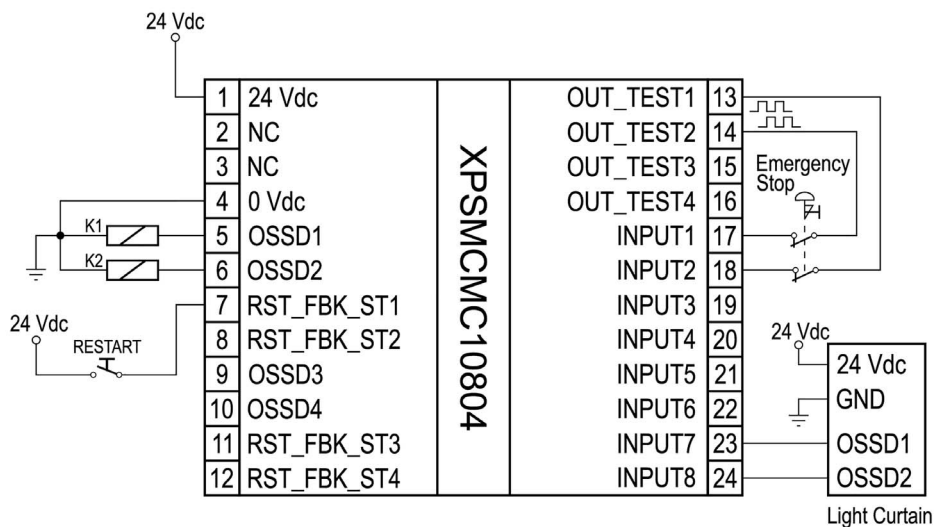 24 Vdc
1 24 Vdc
2 NC
3 NC
4 0 Vdc
5 OSSD1
6 OSSD2
7 RST_FBK_ST1
8 RST_FBK_ST2
9 OSSD3
10 OSSD4
11 RST_FBK_ST3
12 RST_FBK_ST4
K1
K2
24 Vdc
RESTART
XPSMCMC10804
OUT_TEST1 13
OUT_TEST2 14
OUT_TEST3 15
OUT_TEST4 16
INPUT1 17
INPUT2 18
INPUT3 19
INPUT4 20
INPUT5 21
INPUT6 22
INPUT7 23
INPUT8 24
Emergency
Stop
24 Vdc
24 Vdc
GND
OSSD1
OSSD2
Light Curtain